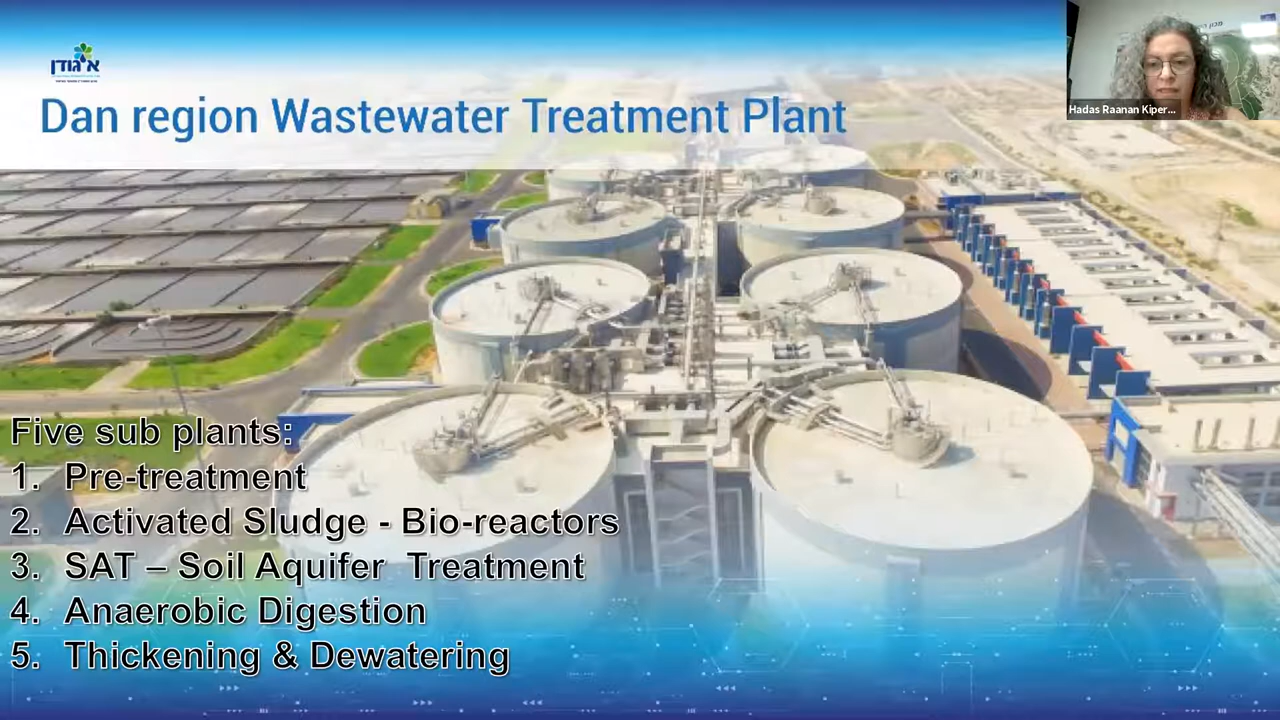 איגודן
Dan region Wastewater Treatment Plant
Hadas Raanan Kiper...
Five sub plants:
1. Pre-treatment
2. Activated Sludge - Bio-reactors
3. SAT – Soil Aquifer Treatment
4. Anaerobic Digestion
5. Thickening & Dewatering